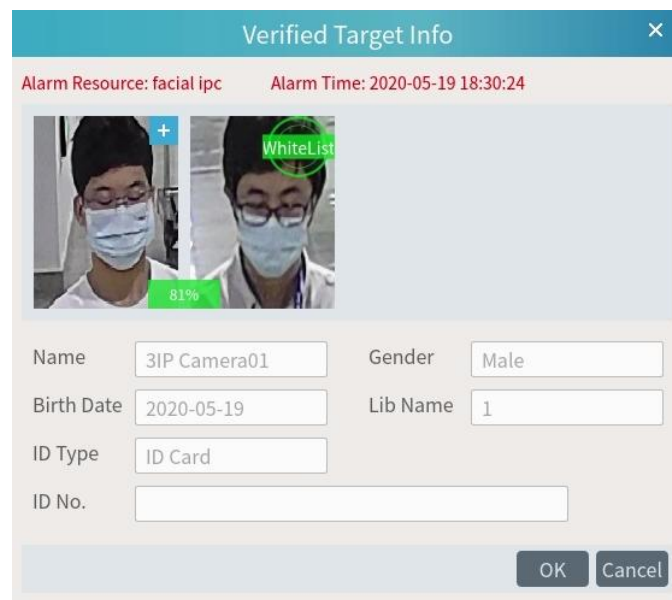 Verified Target Info
Alarm Resource: facial ipc Alarm Time: 2020-05-19 18:30:24
WhiteList
81%
Name 3IP Camera01 Gender Male
Birth Date 2020-05-19 Lib Name 1
ID Type ID Card
ID No.
OK Cancel